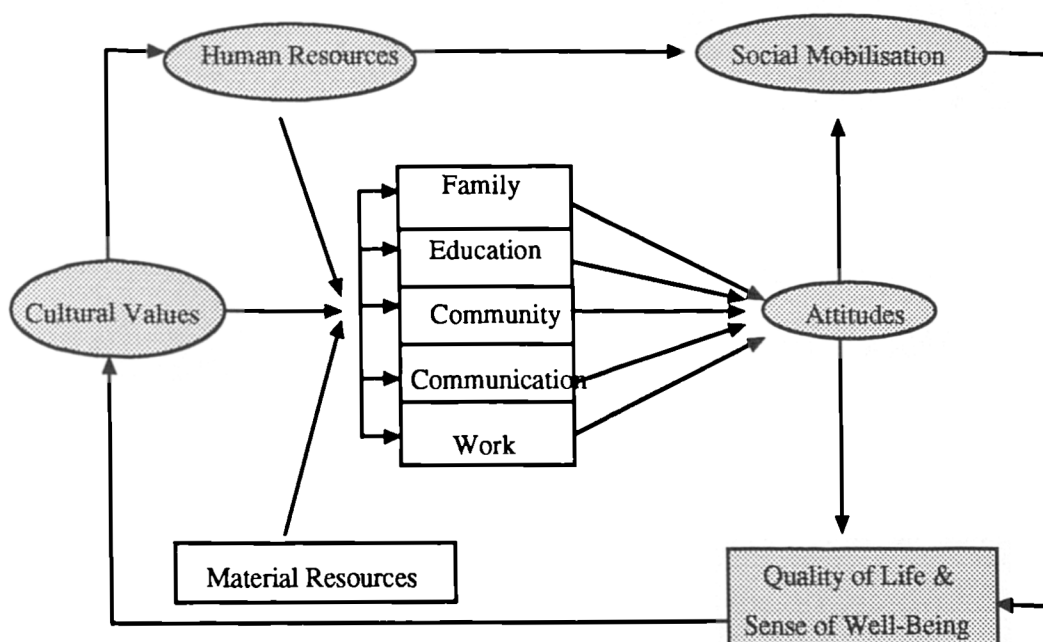 Human Resources
Social Mobilisation
Family
Education
Cultural Values
Community
Attitudes
Communication
Work
Material Resources
Quality of Life &
Sense of Well-Being